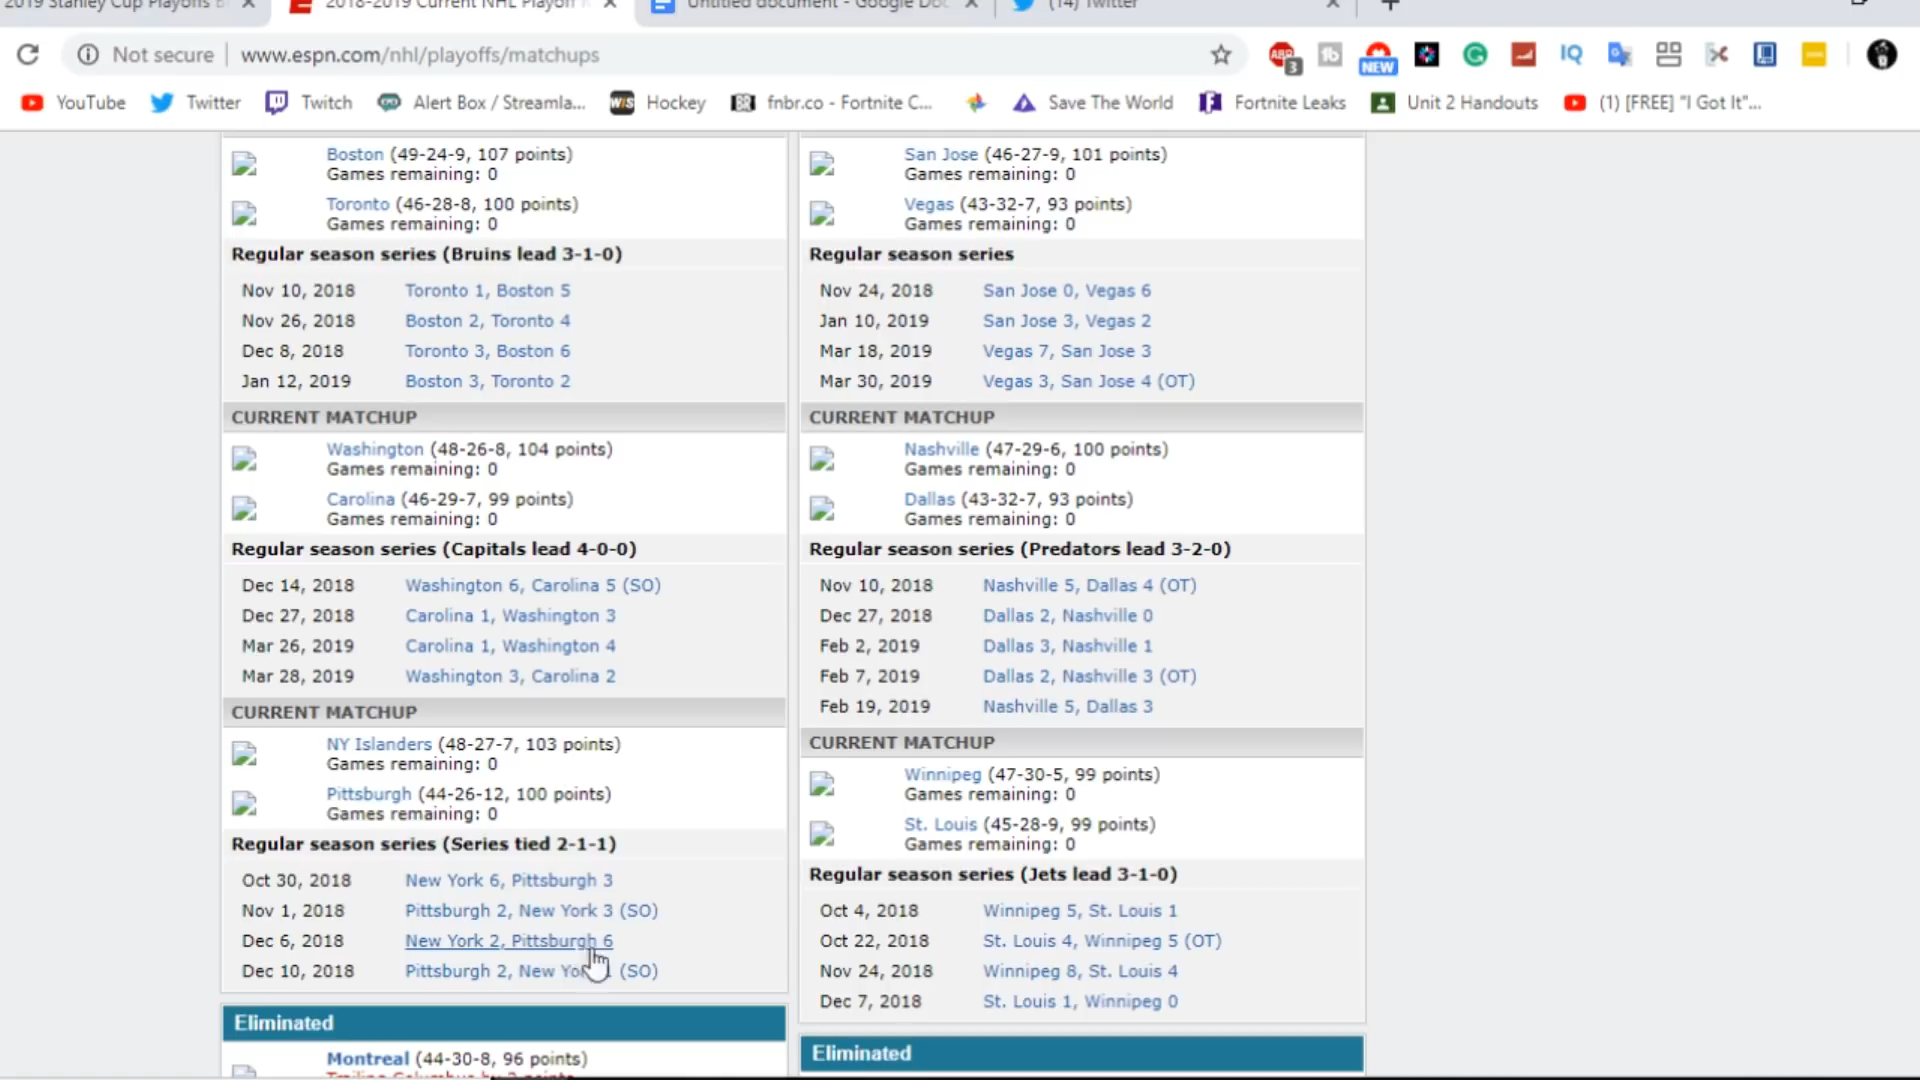 2019 Stanley Cup Playoffs
2018-2019 Current NHL Playoff
Untitled document - Google Doc
(14) Twitter
Not secure
www.espn.com/nhl/playoffs/matchups
ABP
3
tb
NEW
IQ
YouTube
Twitter
Twitch
Alert Box / Streamla...
Hockey
fnbr.co - Fortnite C...
Save The World
Fortnite Leaks
Unit 2 Handouts
(1) [FREE] "I Got It"...
Boston (49-24-9, 107 points)
Games remaining: 0
Toronto (46-28-8, 100 points)
Games remaining: 0
Regular season series (Bruins lead 3-1-0)
Nov 10, 2018 Toronto 1, Boston 5
Nov 26, 2018 Boston 2, Toronto 4
Dec 8, 2018 Toronto 3, Boston 6
Jan 12, 2019 Boston 3, Toronto 2
CURRENT MATCHUP
Washington (48-26-8, 104 points)
Games remaining: 0
Carolina (46-29-7, 99 points)
Games remaining: 0
Regular season series (Capitals lead 4-0-0)
Dec 14, 2018 Washington 6, Carolina 5 (SO)
Dec 27, 2018 Carolina 1, Washington 3
Mar 26, 2019 Carolina 1, Washington 4
Mar 28, 2019 Washington 3, Carolina 2
CURRENT MATCHUP
NY Islanders (48-27-7, 103 points)
Games remaining: 0
Pittsburgh (44-26-12, 100 points)
Games remaining: 0
Regular season series (Series tied 2-1-1)
Oct 30, 2018 New York 6, Pittsburgh 3
Nov 1, 2018 Pittsburgh 2, New York 3 (SO)
Dec 6, 2018 New York 2, Pittsburgh 6
Dec 10, 2018 Pittsburgh 2, New York 1 (SO)
Eliminated
Montreal (44-30-8, 96 points)
Trailing Columbus by 2 points
San Jose (46-27-9, 101 points)
Games remaining: 0
Vegas (43-32-7, 93 points)
Games remaining: 0
Regular season series
Nov 24, 2018 San Jose 0, Vegas 6
Jan 10, 2019 San Jose 3, Vegas 2
Mar 18, 2019 Vegas 7, San Jose 3
Mar 30, 2019 Vegas 3, San Jose 4 (OT)
CURRENT MATCHUP
Nashville (47-29-6, 100 points)
Games remaining: 0
Dallas (43-32-7, 93 points)
Games remaining: 0
Regular season series (Predators lead 3-2-0)
Nov 10, 2018 Nashville 5, Dallas 4 (OT)
Dec 27, 2018 Dallas 2, Nashville 0
Feb 2, 2019 Dallas 3, Nashville 1
Feb 7, 2019 Dallas 2, Nashville 3 (OT)
Feb 19, 2019 Nashville 5, Dallas 3
CURRENT MATCHUP
Winnipeg (47-30-5, 99 points)
Games remaining: 0
St. Louis (45-28-9, 99 points)
Games remaining: 0
Regular season series (Jets lead 3-1-0)
Oct 4, 2018 Winnipeg 5, St. Louis 1
Oct 22, 2018 St. Louis 4, Winnipeg 5 (OT)
Nov 24, 2018 Winnipeg 8, St. Louis 4
Dec 7, 2018 St. Louis 1, Winnipeg 0
Eliminated